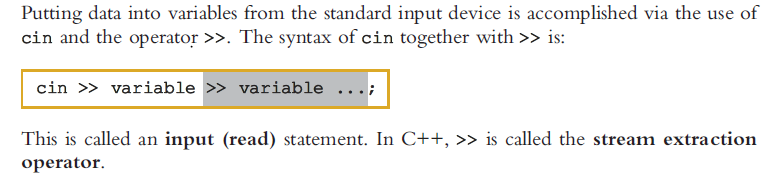 Putting data into variables from the standard input device is accomplished via the use of
cin and the operator >>. The syntax of cin together with >> is:
cin >> variable >> variable ...;
This is called an input (read) statement. In C++, >> is called the stream extraction
operator.